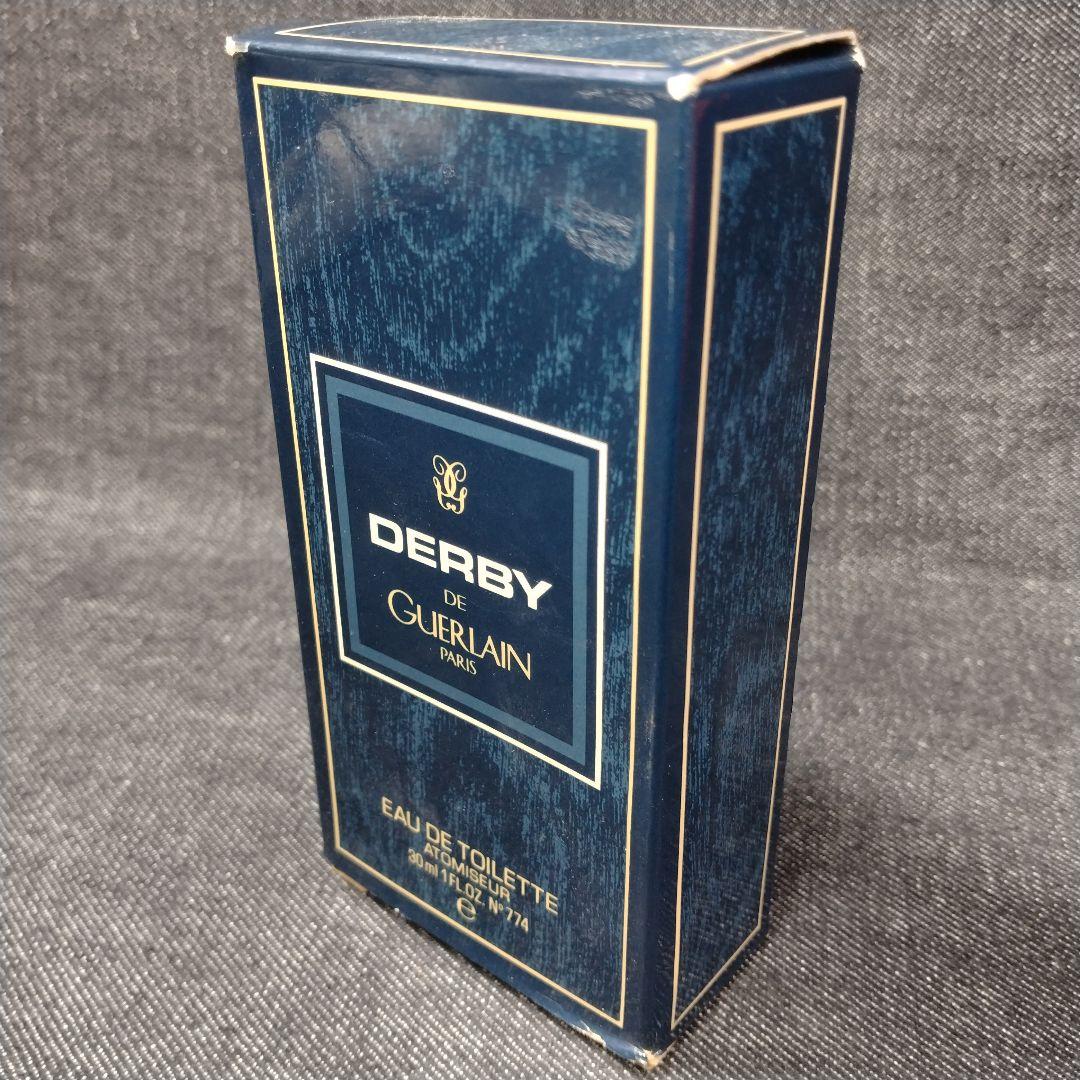 DERBY
DE
GUERLAIN
PARIS
EAU DE TOILETTE
ATOMISEUR
30 ml 1 FL.OZ. Nº 774
℮